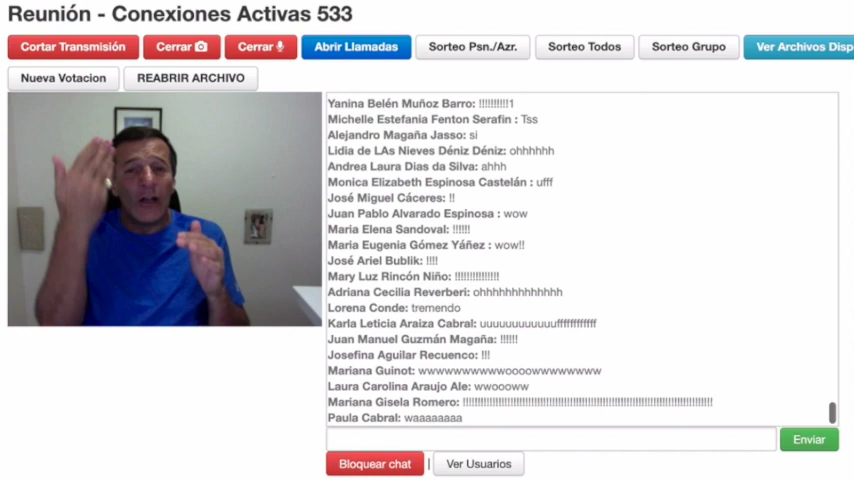 Reunión - Conexiones Activas 533
Cortar Transmisión Cerrar Cerrar Abrir Llamadas Sorteo Psn./Azr. Sorteo Todos Sorteo Grupo Ver Archivos Disp
Nueva Votacion REABRIR ARCHIVO
Yanina Belén Muñoz Barro: !!!!!!!!!!1
Michelle Estefania Fenton Serafin : Tss
Alejandro Magaña Jasso: si
Lidia de LAs Nieves Déniz Déniz: ohhhhhh
Andrea Laura Dias da Silva: ahhh
Monica Elizabeth Espinosa Castelán : ufff
José Miguel Cáceres: !!
Juan Pablo Alvarado Espinosa : wow
Maria Elena Sandoval: !!!!!!
Maria Eugenia Gómez Yáñez : wow!!
José Ariel Bublik: !!!!
Mary Luz Rincón Niño: !!!!!!!!!!!!!!!
Adriana Cecilia Reverberi: ohhhhhhhhhhhhh
Lorena Conde: tremendo
Karla Leticia Araiza Cabral: uuuuuuuuuuuuffffffffffff
Juan Manuel Guzmán Magaña: !!!!!!
Josefina Aguilar Recuenco: !!!
Mariana Guinot: wwwwwwwwwwoooowwwwwwww
Laura Carolina Araujo Ale: wwoooww
Mariana Gisela Romero: !!!!!!!!!!!!!!!!!!!!!!!!!!!!!!!!!!!!!!!!!!!!!!!!!!!!!!!!!!!!!!!!!!!!!!!!!!!!!!!!!!!!
Paula Cabral: waaaaaaaa
Enviar
Bloquear chat | Ver Usuarios